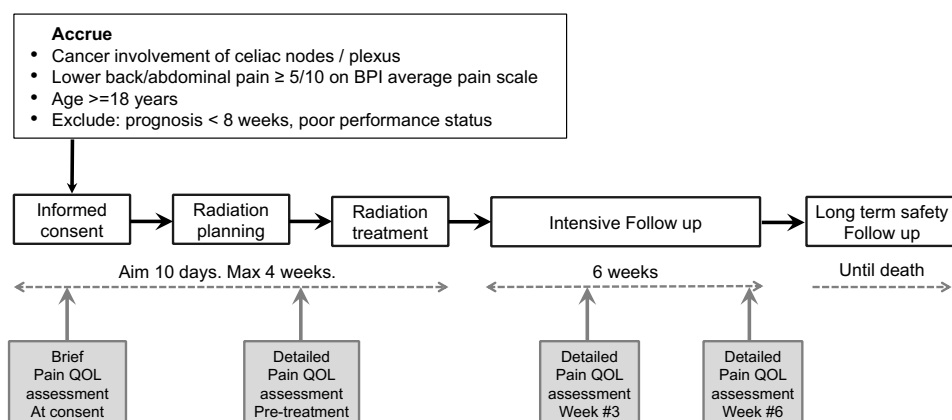 Accrue
• Cancer involvement of celiac nodes / plexus
• Lower back/abdominal pain ≥ 5/10 on BPI average pain scale
• Age >=18 years
• Exclude: prognosis < 8 weeks, poor performance status
Informed
consent
Radiation
planning
Radiation
treatment
Intensive Follow up
Long term safety
Follow up
Aim 10 days. Max 4 weeks.
6 weeks
Until death
Brief
Pain QOL
assessment
At consent
Detailed
Pain QOL
assessment
Pre-treatment
Detailed
Pain QOL
assessment
Week #3
Detailed
Pain QOL
assessment
Week #6